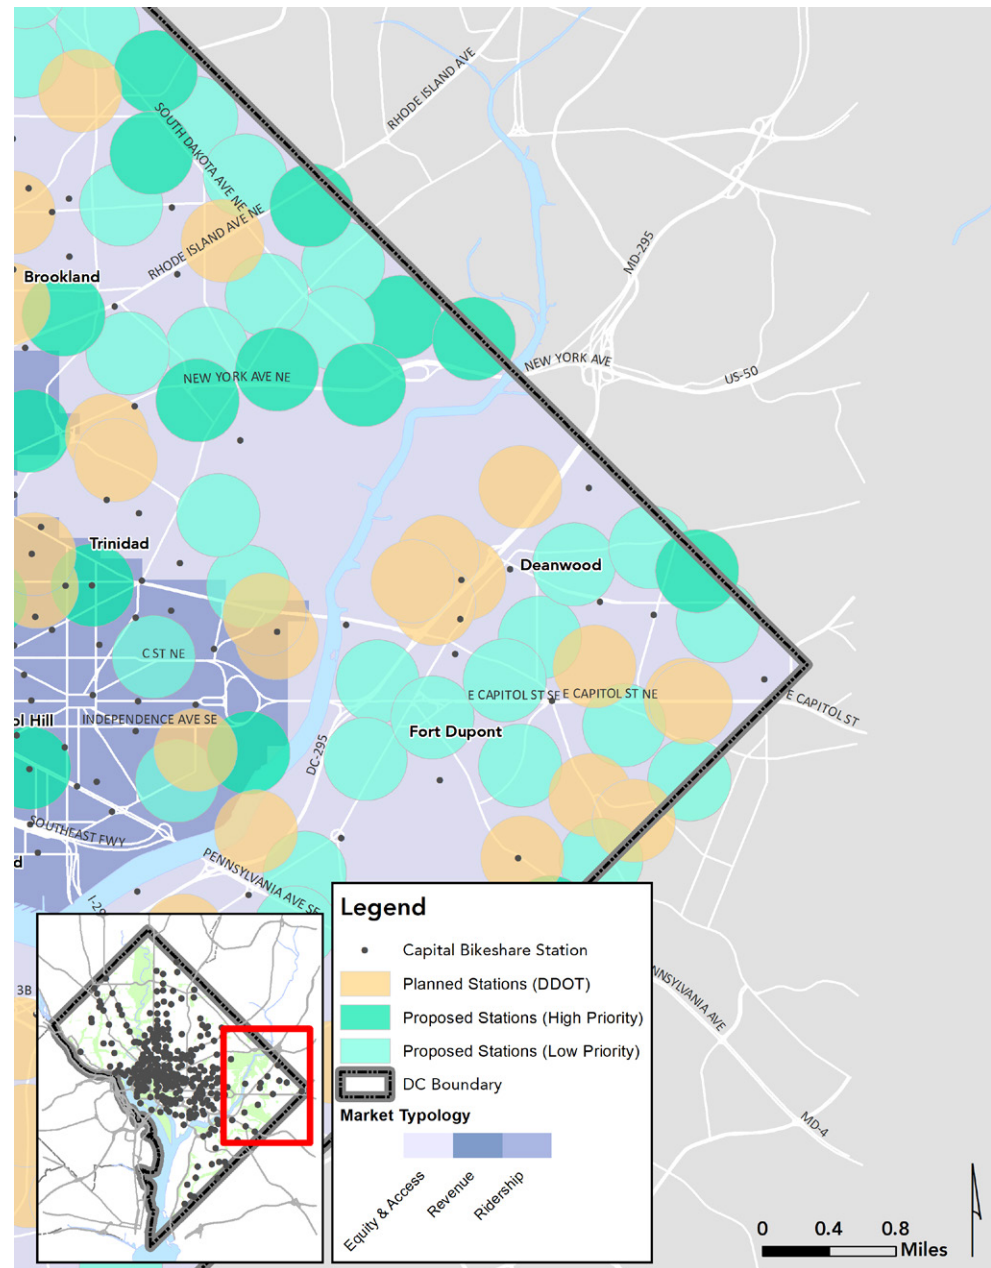 RHODE ISLAND AVE
SOUTH DAKOTA AVE NE
RHODE ISLAND AVE NE
MD-295
Brookland
NEW YORK AVE
US-50
NEW YORK AVE NE
Trinidad
Deanwood
C ST NE
E CAPITOL ST SE
E CAPITOL ST NE
E CAPITOL ST
ol Hill
INDEPENDENCE AVE SE
Fort Dupont
DC-295
SOUTHEAST FWY
d
PENNSYLVANIA AVE SE
I-29
3B
NNSYLVANIA AVE
MD-4
Legend
Capital Bikeshare Station
Planned Stations (DDOT)
Proposed Stations (High Priority)
Proposed Stations (Low Priority)
DC Boundary
Market Typology
Equity & Access
Revenue
Ridership
0 0.4 0.8
Miles